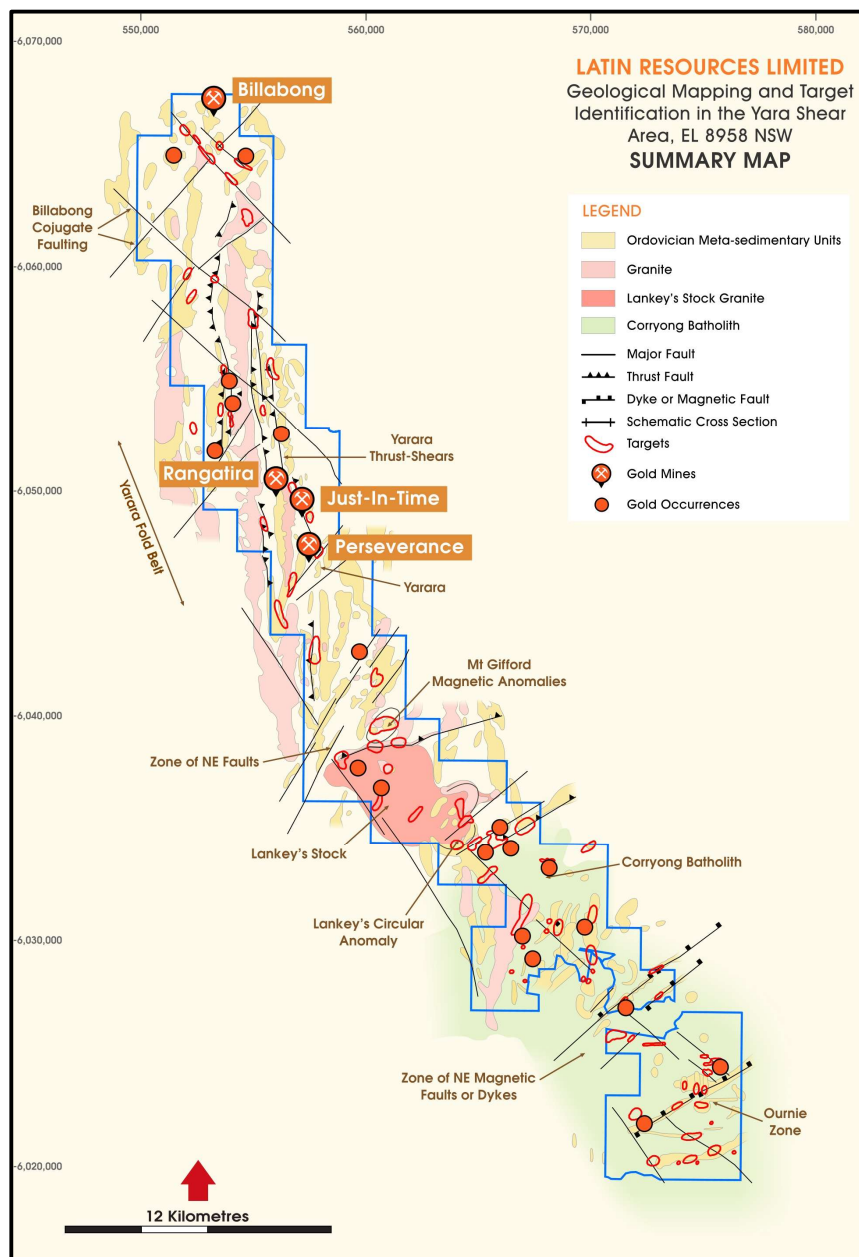 550,000
560,000
570,000
580,000
6,070,000
6,060,000
6,050,000
6,040,000
6,030,000
6,020,000
LATIN RESOURCES LIMITED
Geological Mapping and Target
Identification in the Yara Shear
Area, EL 8958 NSW
SUMMARY MAP
LEGEND
Ordovician Meta-sedimentary Units
Granite
Lankey's Stock Granite
Corryong Batholith
Major Fault
Thrust Fault
Dyke or Magnetic Fault
Schematic Cross Section
Targets
Gold Mines
Gold Occurrences
Billabong
Billabong
Cojugate
Faulting
Yarara
Thrust-Shears
Rangatira
Just-In-Time
Perseverance
Yarara Fold Belt
Yarara
Mt Gifford
Magnetic Anomalies
Zone of NE Faults
Lankey's Stock
Corryong Batholith
Lankey's Circular
Anomaly
Zone of NE Magnetic
Faults or Dykes
Ournie
Zone
12 Kilometres